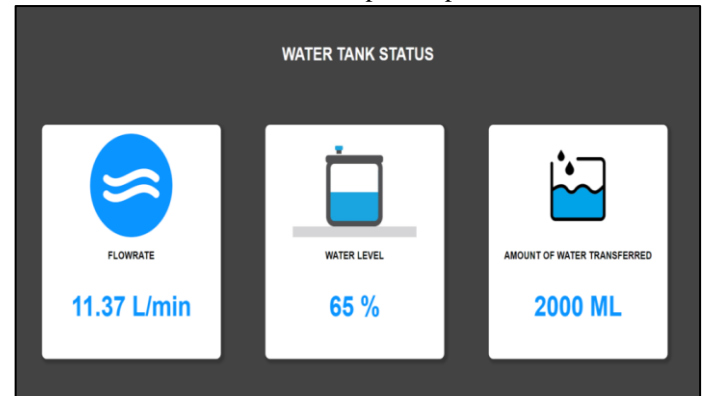 WATER TANK STATUS
FLOWRATE
11.37 L/min
WATER LEVEL
65 %
AMOUNT OF WATER TRANSFERRED
2000 ML